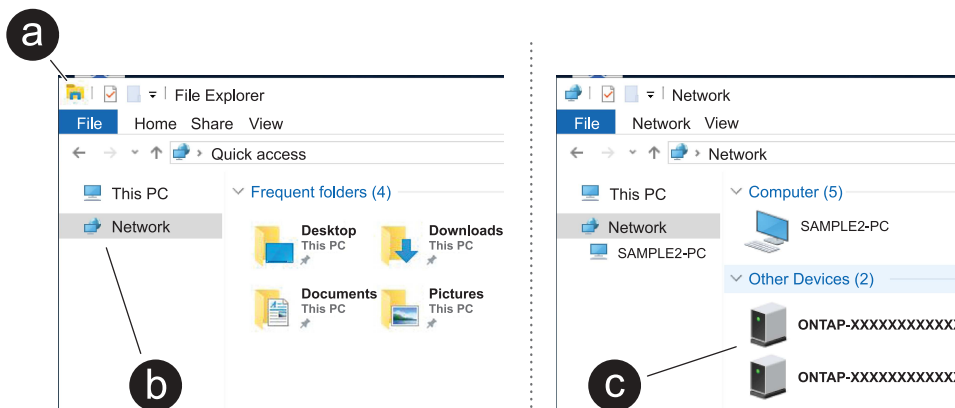 a
File Explorer
File Home Share View
Quick access
This PC
Network
Frequent folders (4)
Desktop
This PC
Downloads
This PC
Documents
This PC
Pictures
This PC
b
Network
File Network View
Network
This PC
Network
SAMPLE2-PC
Computer (5)
SAMPLE2-PC
Other Devices (2)
ONTAP-XXXXXXXXXXX
ONTAP-XXXXXXXXXXX
c